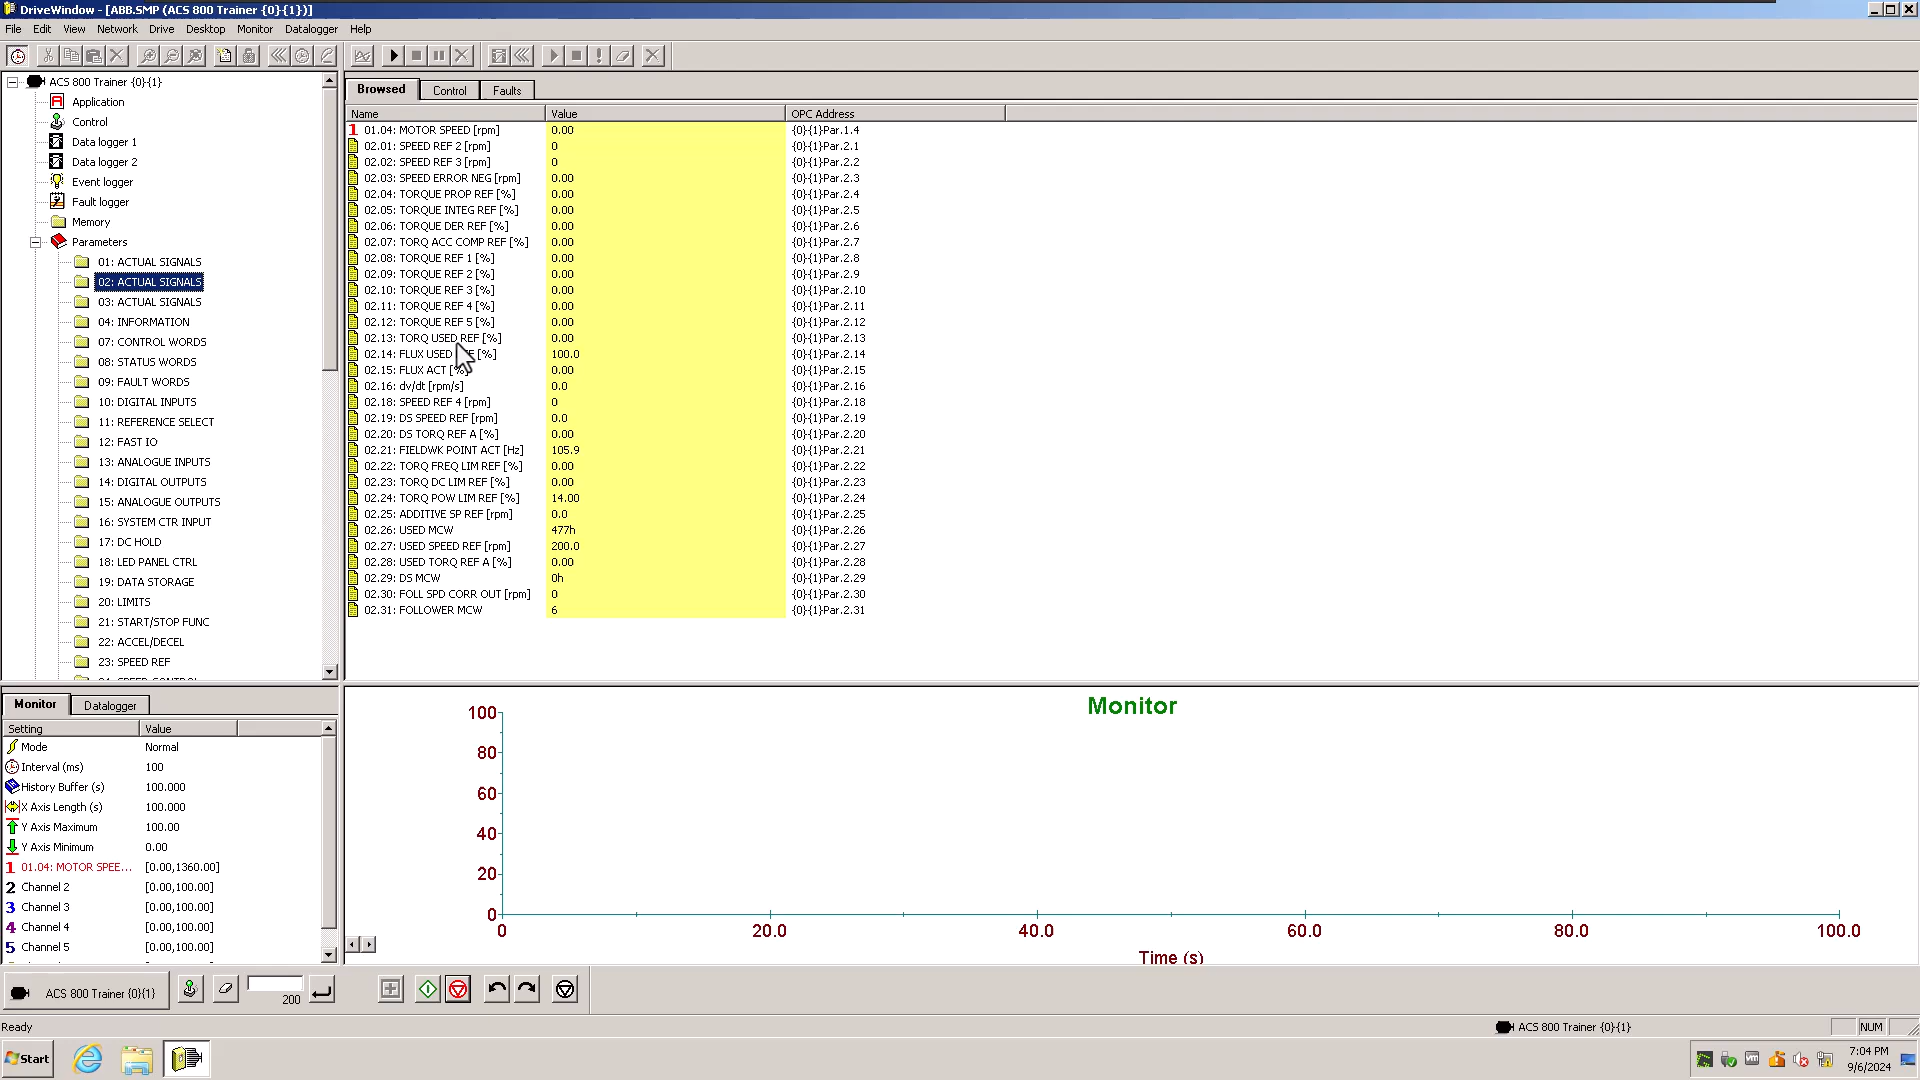 DriveWindow - [ABB.SMP (ACS 800 Trainer {0}{1})]
File Edit View Network Drive Desktop Monitor Datalogger Help
ACS 800 Trainer {0}{1}
Application
Control
Data logger 1
Data logger 2
Event logger
Fault logger
Memory
Parameters
01: ACTUAL SIGNALS
02: ACTUAL SIGNALS
03: ACTUAL SIGNALS
04: INFORMATION
07: CONTROL WORDS
08: STATUS WORDS
09: FAULT WORDS
10: DIGITAL INPUTS
11: REFERENCE SELECT
12: FAST IO
13: ANALOGUE INPUTS
14: DIGITAL OUTPUTS
15: ANALOGUE OUTPUTS
16: SYSTEM CTR INPUT
17: DC HOLD
18: LED PANEL CTRL
19: DATA STORAGE
20: LIMITS
21: START/STOP FUNC
22: ACCEL/DECEL
23: SPEED REF
Browsed Control Faults
Name Value OPC Address
1 01.04: MOTOR SPEED [rpm] 0.00 {0}{1}Par.1.4
02.01: SPEED REF 2 [rpm] 0 {0}{1}Par.2.1
02.02: SPEED REF 3 [rpm] 0 {0}{1}Par.2.2
02.03: SPEED ERROR NEG [rpm] 0.00 {0}{1}Par.2.3
02.04: TORQUE PROP REF [%] 0.00 {0}{1}Par.2.4
02.05: TORQUE INTEG REF [%] 0.00 {0}{1}Par.2.5
02.06: TORQUE DER REF [%] 0.00 {0}{1}Par.2.6
02.07: TORQ ACC COMP REF [%] 0.00 {0}{1}Par.2.7
02.08: TORQUE REF 1 [%] 0.00 {0}{1}Par.2.8
02.09: TORQUE REF 2 [%] 0.00 {0}{1}Par.2.9
02.10: TORQUE REF 3 [%] 0.00 {0}{1}Par.2.10
02.11: TORQUE REF 4 [%] 0.00 {0}{1}Par.2.11
02.12: TORQUE REF 5 [%] 0.00 {0}{1}Par.2.12
02.13: TORQ USED REF [%] 0.00 {0}{1}Par.2.13
02.14: FLUX USED [%] 100.0 {0}{1}Par.2.14
02.15: FLUX ACT [%] 0.00 {0}{1}Par.2.15
02.16: dv/dt [rpm/s] 0.0 {0}{1}Par.2.16
02.18: SPEED REF 4 [rpm] 0 {0}{1}Par.2.18
02.19: DS SPEED REF [rpm] 0.0 {0}{1}Par.2.19
02.20: DS TORQ REF A [%] 0.00 {0}{1}Par.2.20
02.21: FIELDWK POINT ACT [Hz] 105.9 {0}{1}Par.2.21
02.22: TORQ FREQ LIM REF [%] 0.00 {0}{1}Par.2.22
02.23: TORQ DC LIM REF [%] 0.00 {0}{1}Par.2.23
02.24: TORQ POW LIM REF [%] 14.00 {0}{1}Par.2.24
02.25: ADDITIVE SP REF [rpm] 0.0 {0}{1}Par.2.25
02.26: USED MCW 477h {0}{1}Par.2.26
02.27: USED SPEED REF [rpm] 200.0 {0}{1}Par.2.27
02.28: USED TORQ REF A [%] 0.00 {0}{1}Par.2.28
02.29: DS MCW 0h {0}{1}Par.2.29
02.30: FOLL SPD CORR OUT [rpm] 0 {0}{1}Par.2.30
02.31: FOLLOWER MCW 6 {0}{1}Par.2.31
Monitor Datalogger
Setting Value
Mode Normal
Interval (ms) 100
History Buffer (s) 100.000
X Axis Length (s) 100.000
Y Axis Maximum 100.00
Y Axis Minimum 0.00
1 01.04: MOTOR SPEE... [0.00,1360.00]
2 Channel 2 [0.00,100.00]
3 Channel 3 [0.00,100.00]
4 Channel 4 [0.00,100.00]
5 Channel 5 [0.00,100.00]
Monitor
100
80
60
40
20
0
0 20.0 40.0 60.0 80.0 100.0
Time (s)
ACS 800 Trainer {0}{1} 200
Ready ACS 800 Trainer {0}{1} NUM
Start 7:04 PM
9/6/2024